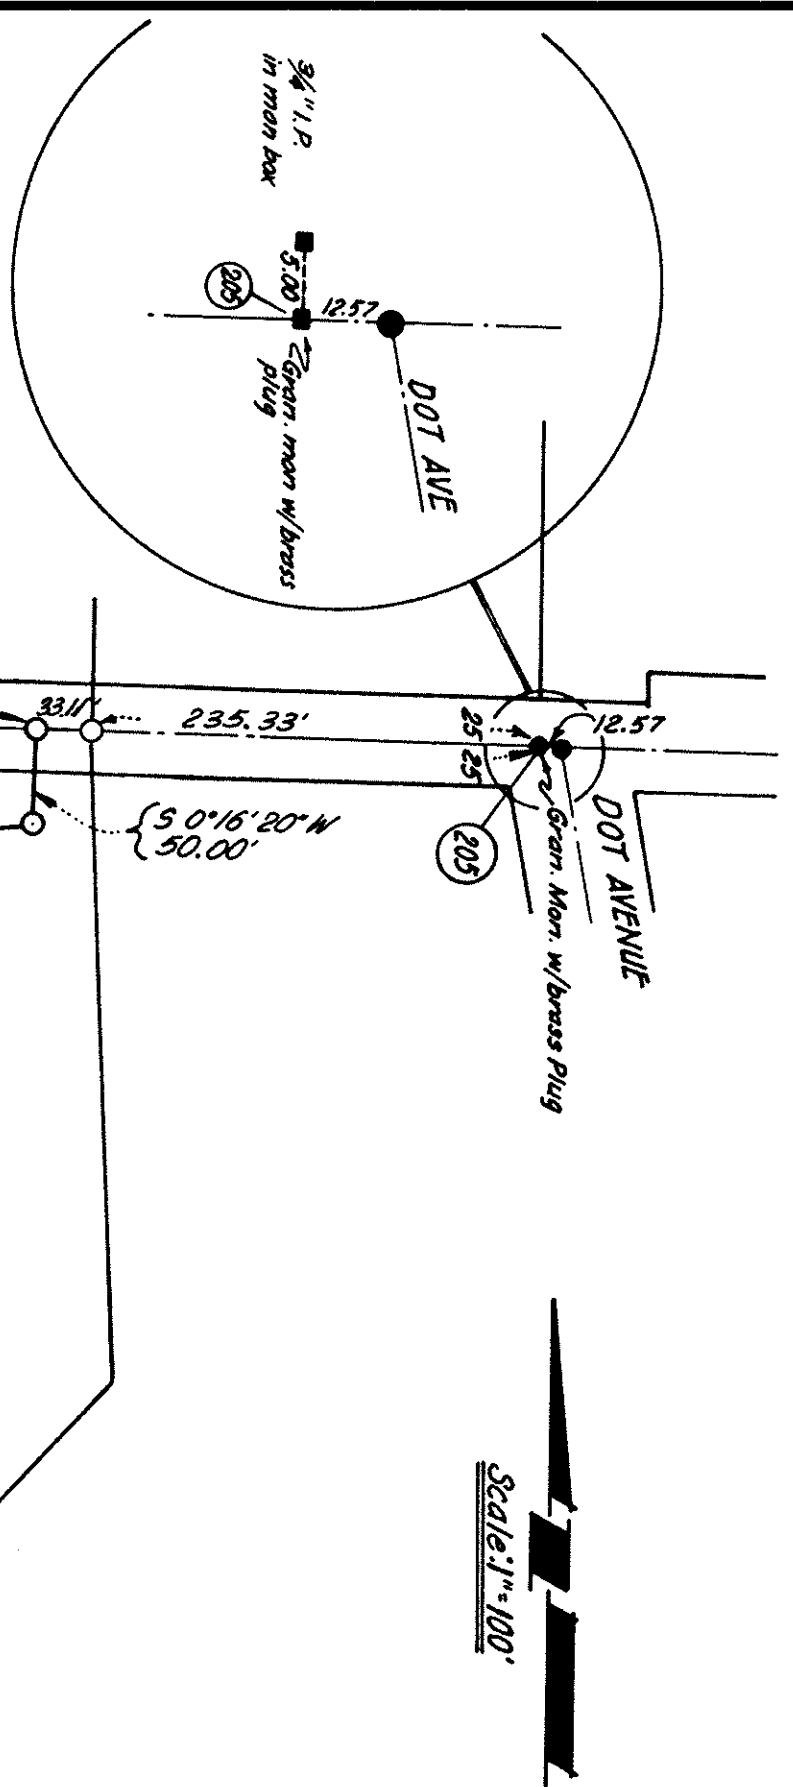 3/4" I.P.
in mon box
5.00
12.57
205
Gran. mon w/brass
plug
DOT AVE
33.11'
235.33'
25
25
12.57
S 0°16'20" W
50.00'
205
Gran. Mon. w/brass Plug
DOT AVENUE
Scale: 1"=100'